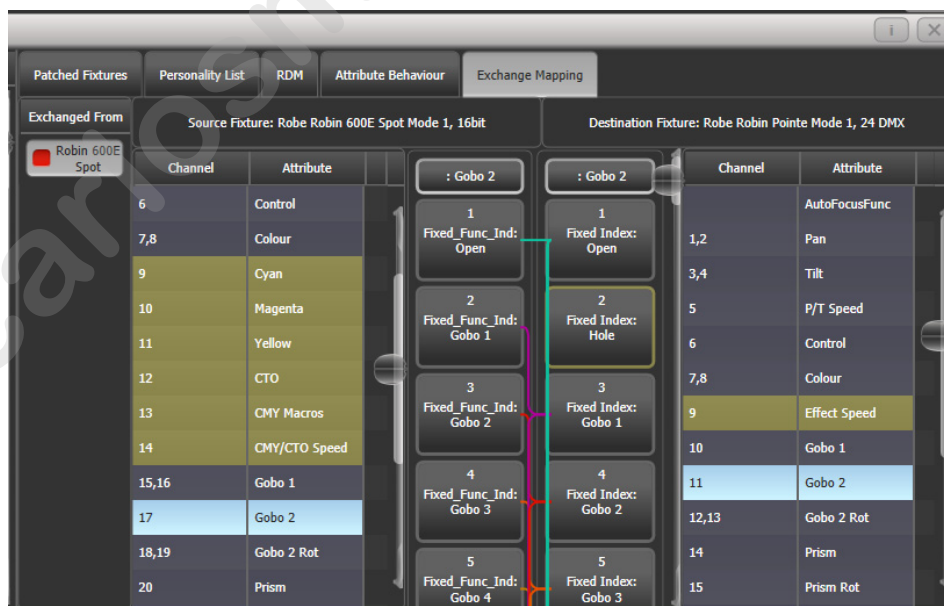 i
Patched Fixtures
Personality List
RDM
Attribute Behaviour
Exchange Mapping
Exchanged From
Source Fixture: Robe Robin 600E Spot Mode 1, 16bit
Destination Fixture: Robe Robin Pointe Mode 1, 24 DMX
Robin 600E
Spot
Channel Attribute
6 Control
7,8 Colour
9 Cyan
10 Magenta
11 Yellow
12 CTO
13 CMY Macros
14 CMY/CTO Speed
15,16 Gobo 1
17 Gobo 2
18,19 Gobo 2 Rot
20 Prism
: Gobo 2
1
Fixed_Func_Ind:
Open
2
Fixed_Func_Ind:
Gobo 1
3
Fixed_Func_Ind:
Gobo 2
4
Fixed_Func_Ind:
Gobo 3
5
Fixed_Func_Ind:
Gobo 4
: Gobo 2
1
Fixed Index:
Open
2
Fixed Index:
Hole
3
Fixed Index:
Gobo 1
4
Fixed Index:
Gobo 2
5
Fixed Index:
Gobo 3
Channel Attribute
AutoFocusFunc
1,2 Pan
3,4 Tilt
5 P/T Speed
6 Control
7,8 Colour
9 Effect Speed
10 Gobo 1
11 Gobo 2
12,13 Gobo 2 Rot
14 Prism
15 Prism Rot